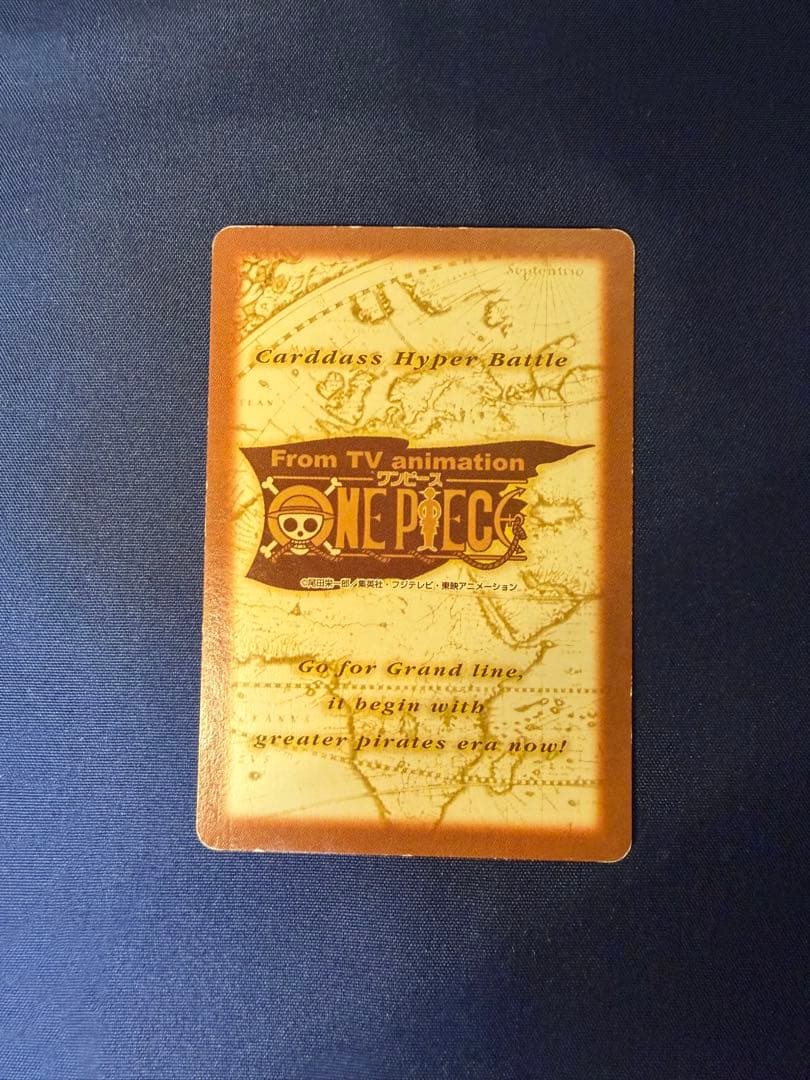 Septentrio
Carddass Hyper Battle
From TV animation
ワンピース
ONE PIECE
©尾田栄一郎／集英社・フジテレビ・東映アニメーション
Go for Grand line,
it begin with
greater pirates era now!